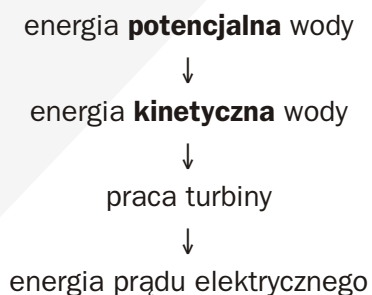 energia potencjalna wody
↓
energia kinetyczna wody
↓
praca turbiny
↓
energia prądu elektrycznego